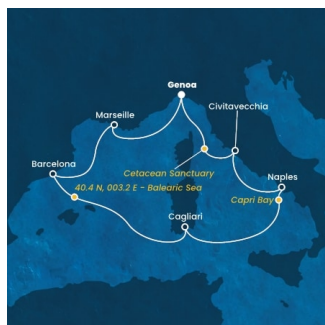 Genoa
Civitavecchia
Marseille
Barcelona
Cetacean Sanctuary
Naples
40.4 N, 003.2 E - Balearic Sea
Capri Bay
Cagliari